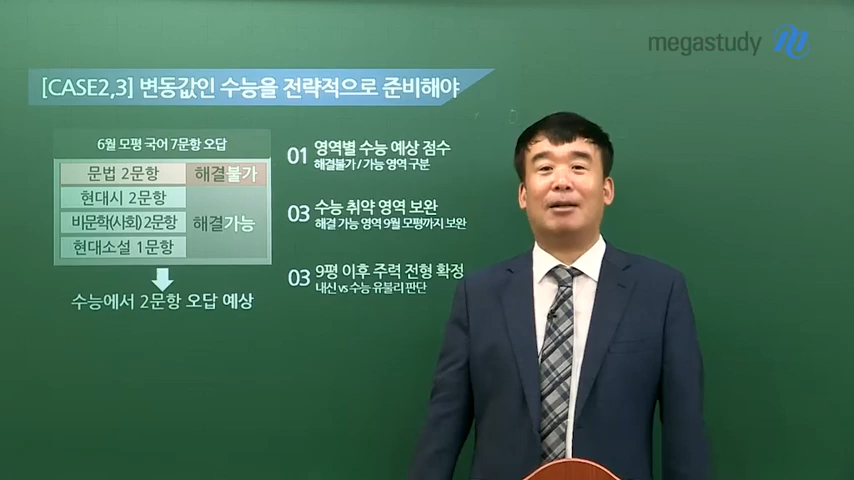 megastudy
[CASE2,3] 변동값인 수능을 전략적으로 준비해야
6월 모평 국어 7문항 오답
문법 2문항 해결불가
현대시 2문항
비문학(사회) 2문항 해결가능
현대소설 1문항
수능에서 2문항 오답 예상
01 영역별 수능 예상 점수
해결불가 / 가능 영역 구분
03 수능 취약 영역 보완
해결 가능 영역 9월 모평까지 보완
03 9평 이후 주력 전형 확정
내신 vs 수능 유불리 판단